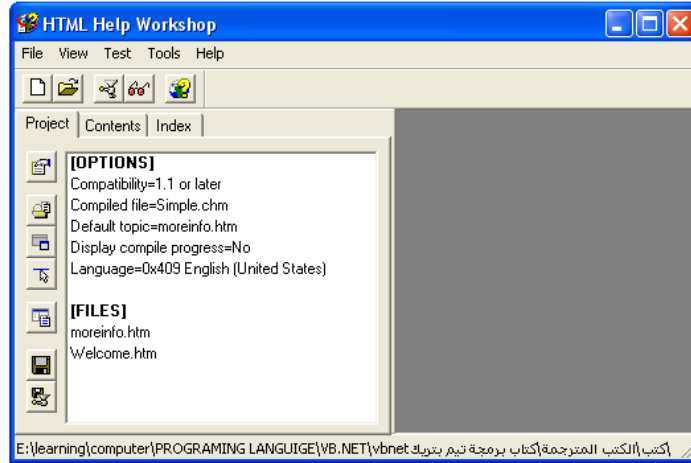 HTML Help Workshop
File View Test Tools Help
Project Contents Index
[OPTIONS]
Compatibility=1.1 or later
Compiled file=Simple.chm
Default topic=moreinfo.htm
Display compile progress=No
Language=0x409 English (United States)
[FILES]
moreinfo.htm
Welcome.htm
E:\learning\computer\PROGRAMING LANGUIGE\VB.NET\vbnet كتب\الكتب المترجمة\كتاب برمجة تيم بتريك\